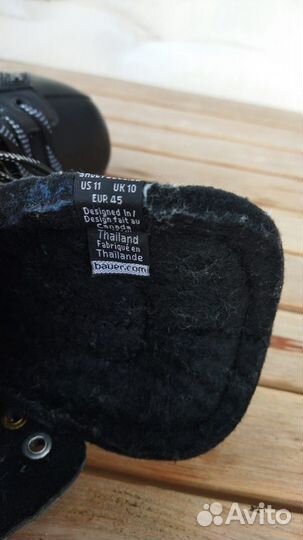 US 11 UK 10
EUR 45
Designed In/
Design fait au
Canada
Thailand
Fabriqué en
Thaïlande
bauer.com
Avito